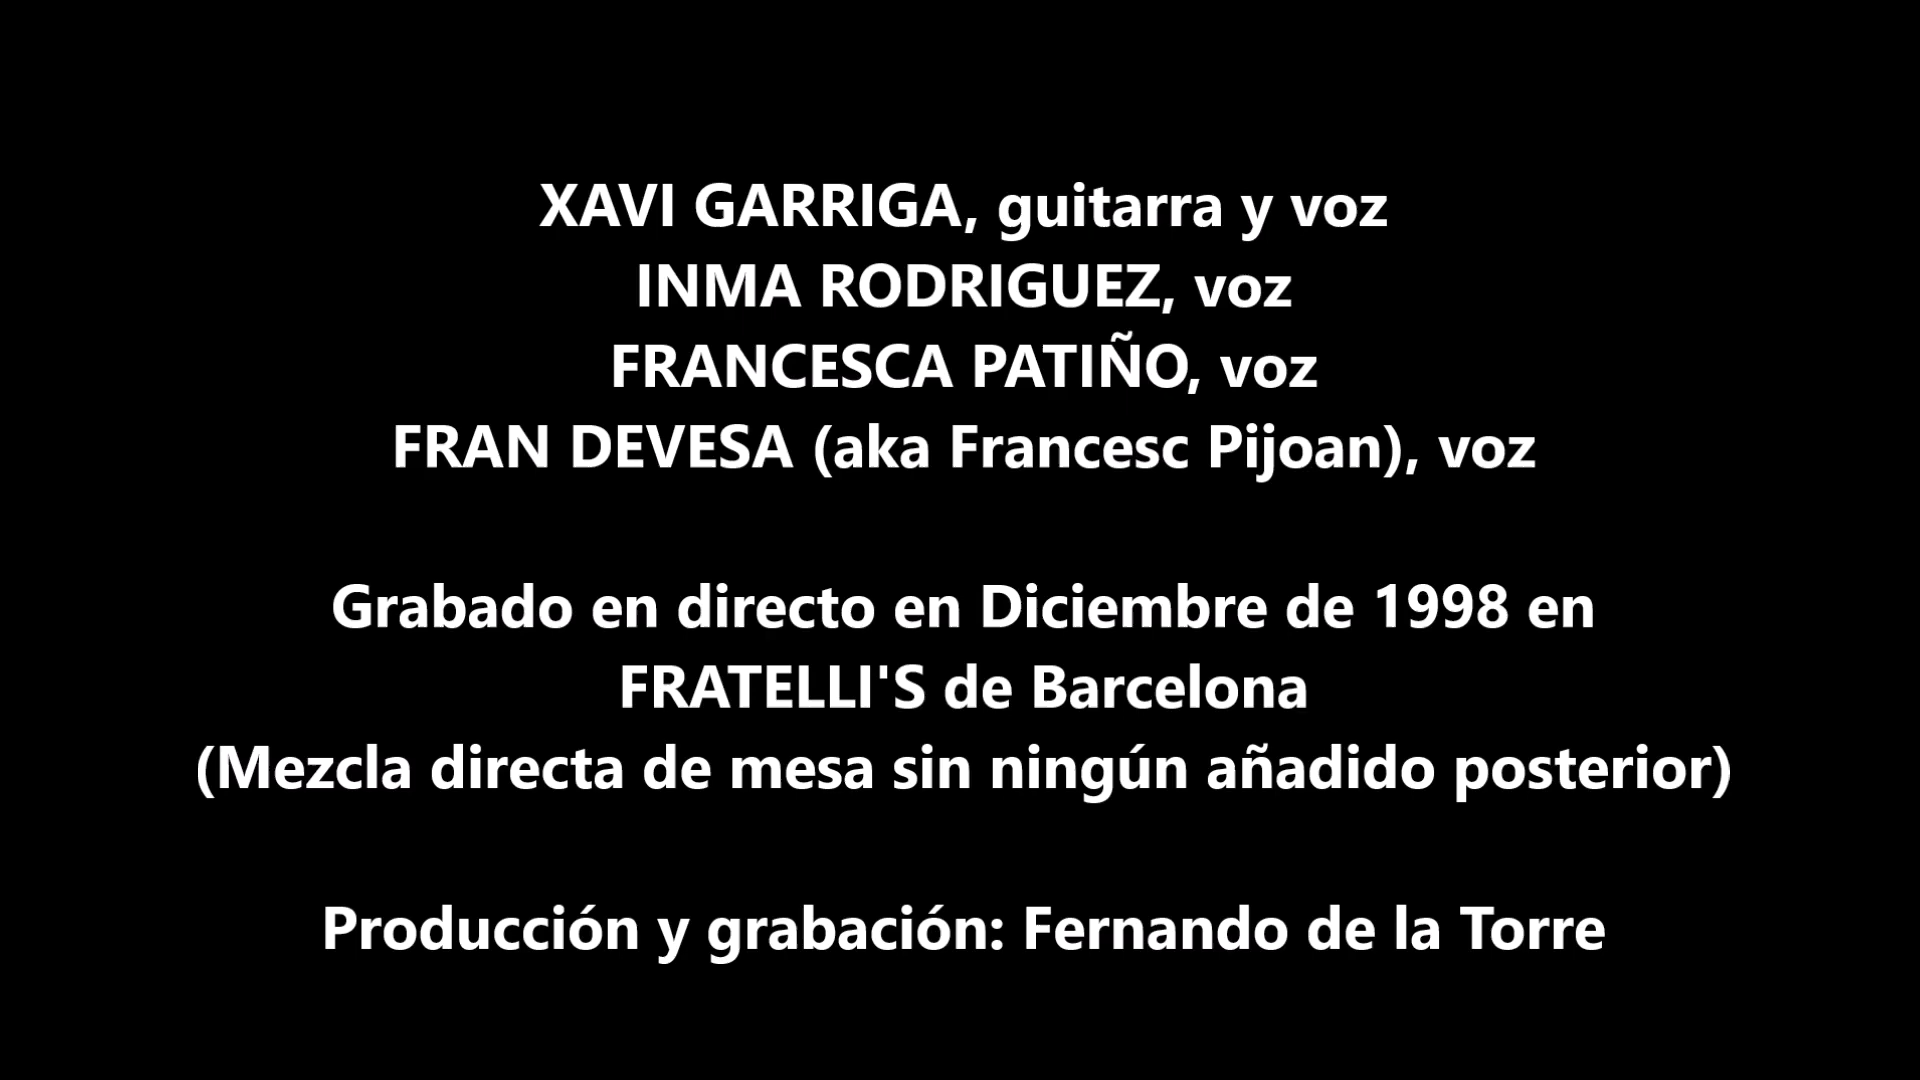 XAVI GARRIGA, guitarra y voz
INMA RODRIGUEZ, voz
FRANCESCA PATIÑO, voz
FRAN DEVESA (aka Francesc Pijoan), voz
Grabado en directo en Diciembre de 1998 en
FRATELLI'S de Barcelona
(Mezcla directa de mesa sin ningún añadido posterior)
Producción y grabación: Fernando de la Torre